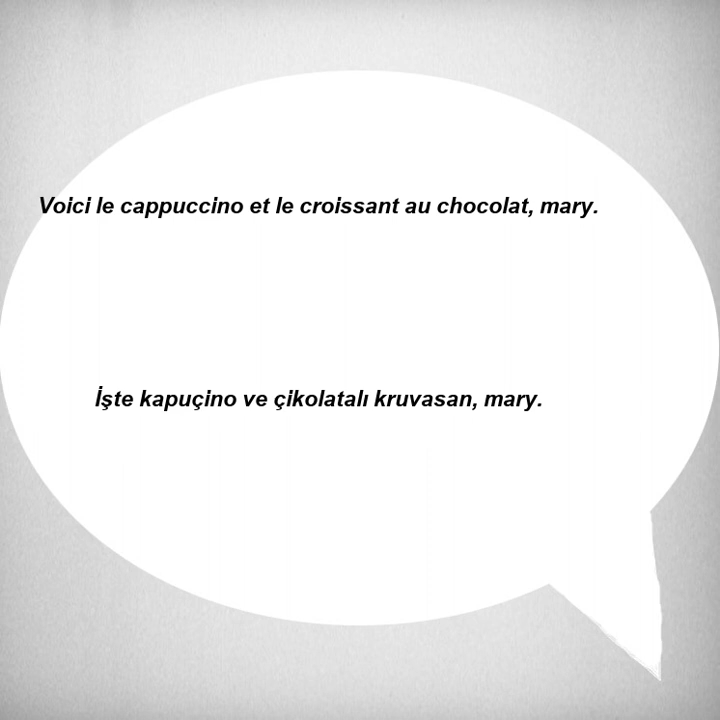 Voici le cappuccino et le croissant au chocolat, mary.
İşte kapuçino ve çikolatalı kruvasan, mary.